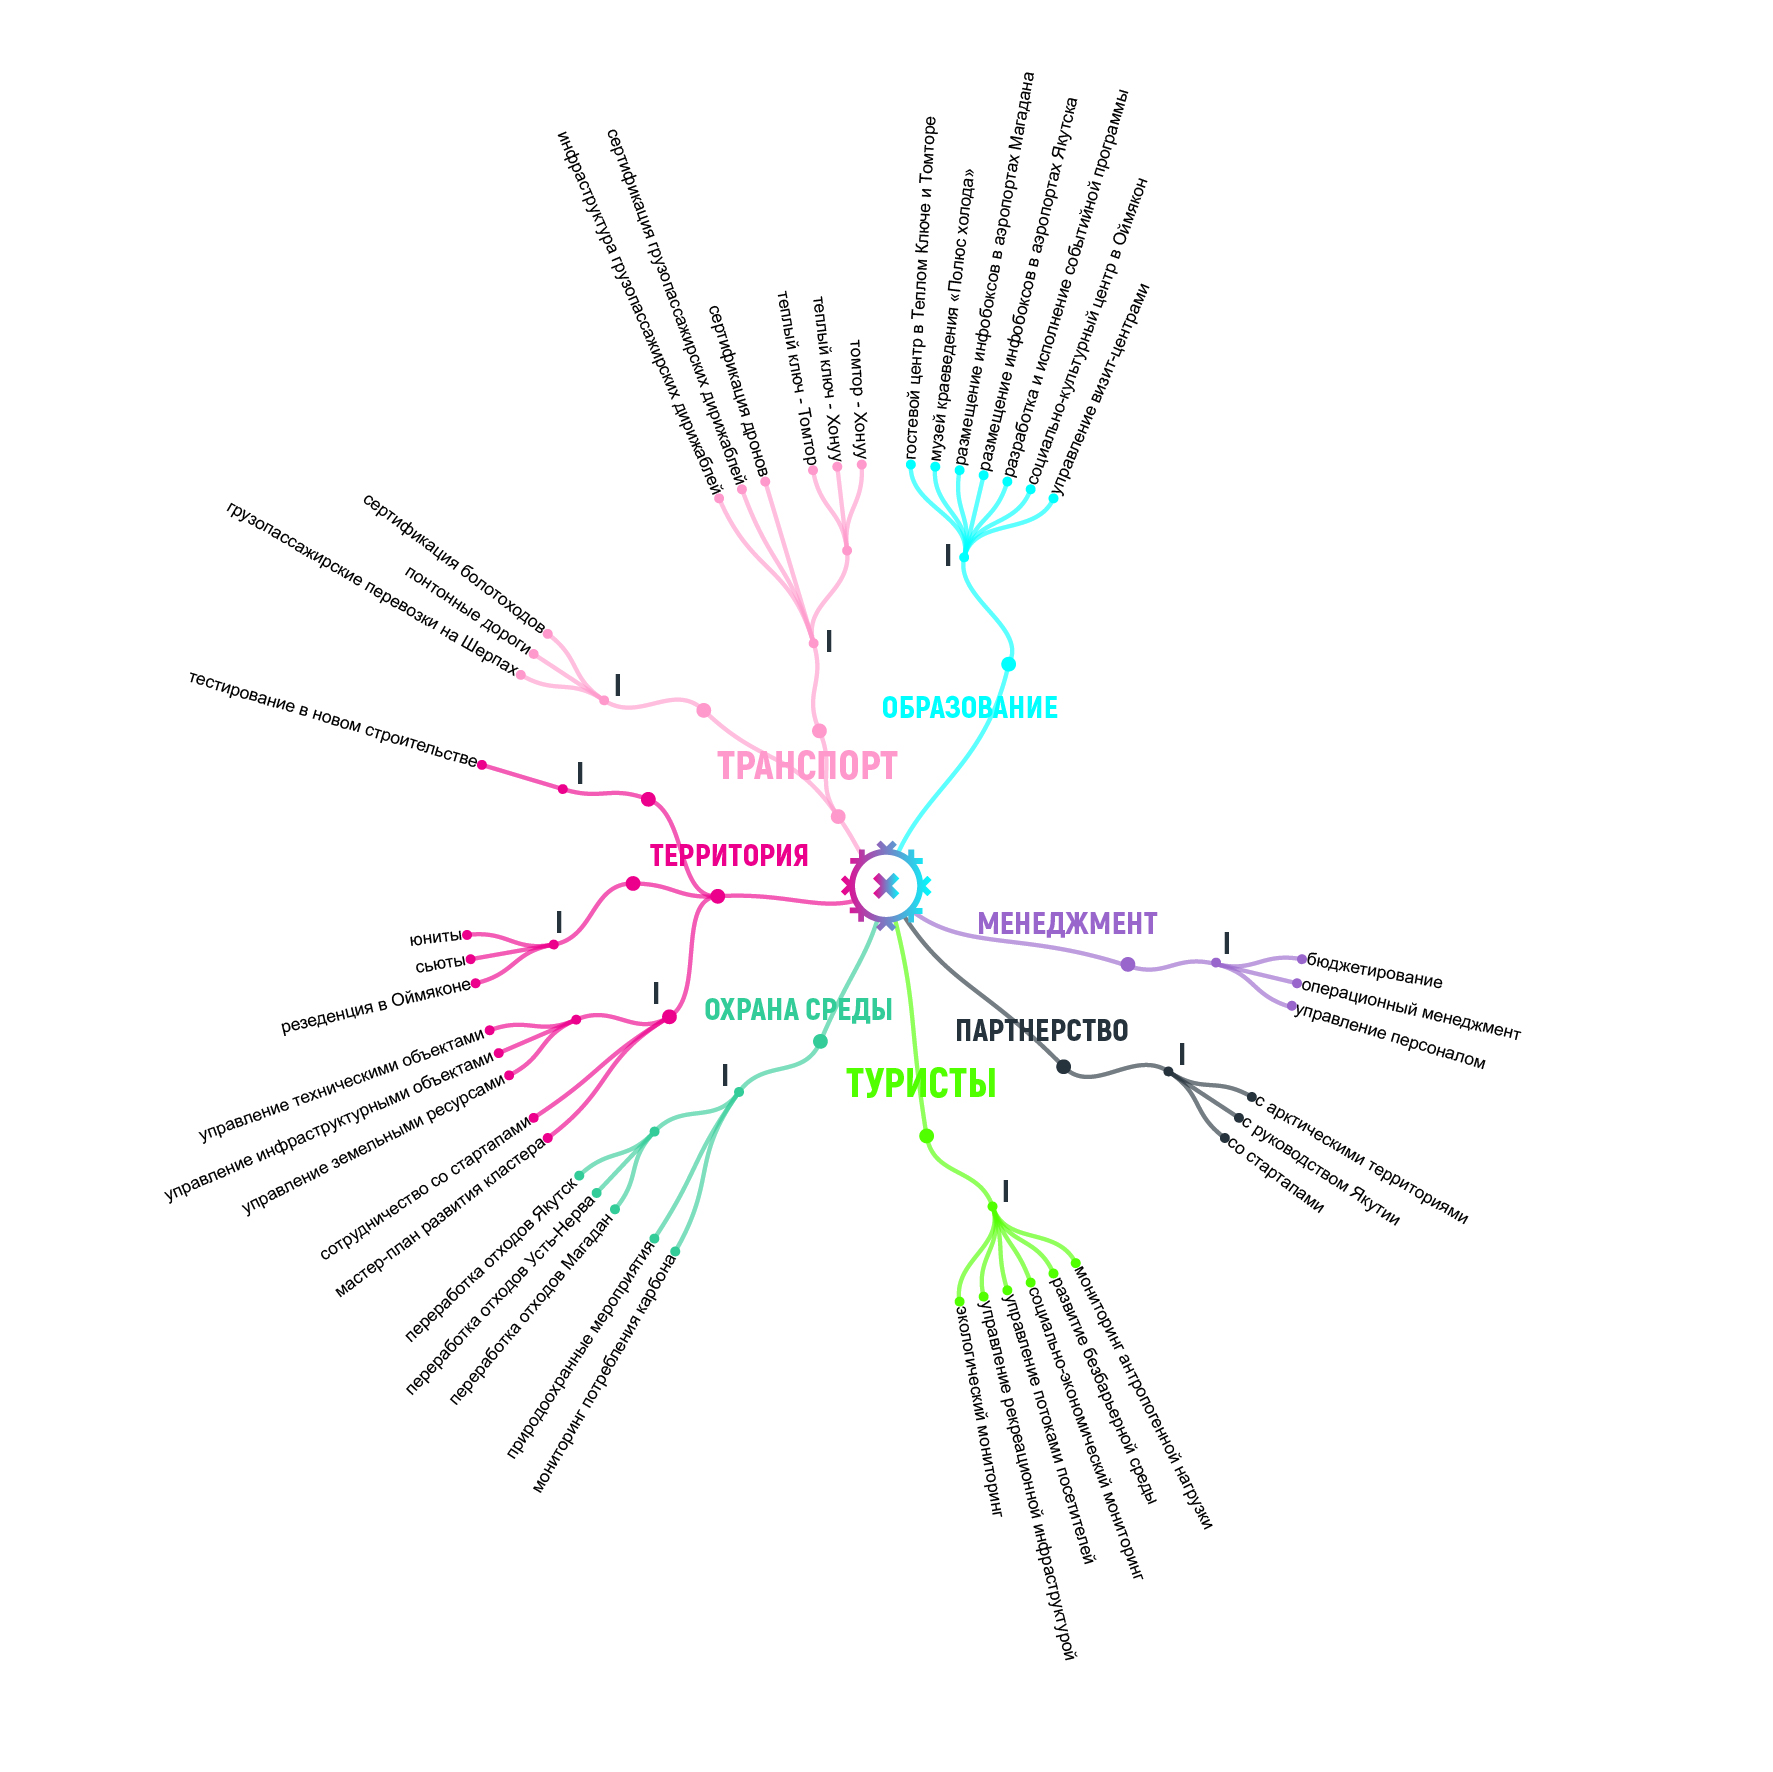 ОБРАЗОВАНИЕ
I
гостевой центр в Теплом Ключе и Томторе
музей краеведения «Полюс холода»
размещение инфобоксов в аэропортах Магадана
размещение инфобоксов в аэропортах Якутска
разработка и исполнение событийной программы
социально-культурный центр в Оймякон
управление визит-центрами
МЕНЕДЖМЕНТ
I
бюджетирование
операционный менеджмент
управление персоналом
ПАРТНЕРСТВО
I
с арктическими территориями
с руководством Якутии
со стартапами
ТУРИСТЫ
I
мониторинг антропогенной нагрузки
развитие безбарьерной среды
социально-экономический мониторинг
управление потоками посетителей
управление рекреационной инфраструктурой
экологический мониторинг
ОХРАНА СРЕДЫ
I
мониторинг потребления карбона
природоохранные мероприятия
переработка отходов Магадан
переработка отходов Усть-Нерва
переработка отходов Якутск
ТЕРРИТОРИЯ
I
мастер-план развития кластера
сотрудничество со стартапами
управление земельными ресурсами
управление инфраструктурными объектами
управление техническими объектами
I
резеденция в Оймяконе
сьюты
юниты
I
тестирование в новом строительстве
ТРАНСПОРТ
I
грузопассажирские перевозки на Шерпах
понтонные дороги
сертификация болотоходов
I
инфраструктура грузопассажирских дирижаблей
сертификация грузопассажирских дирижаблей
сертификация дронов
теплый ключ - Томтор
теплый ключ - Хонуу
томтор - Хонуу